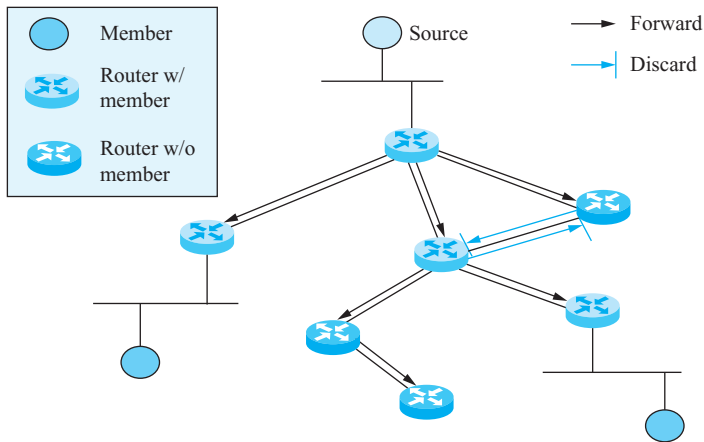 Member
Router w/
member
Router w/o
member
Source
Forward
Discard